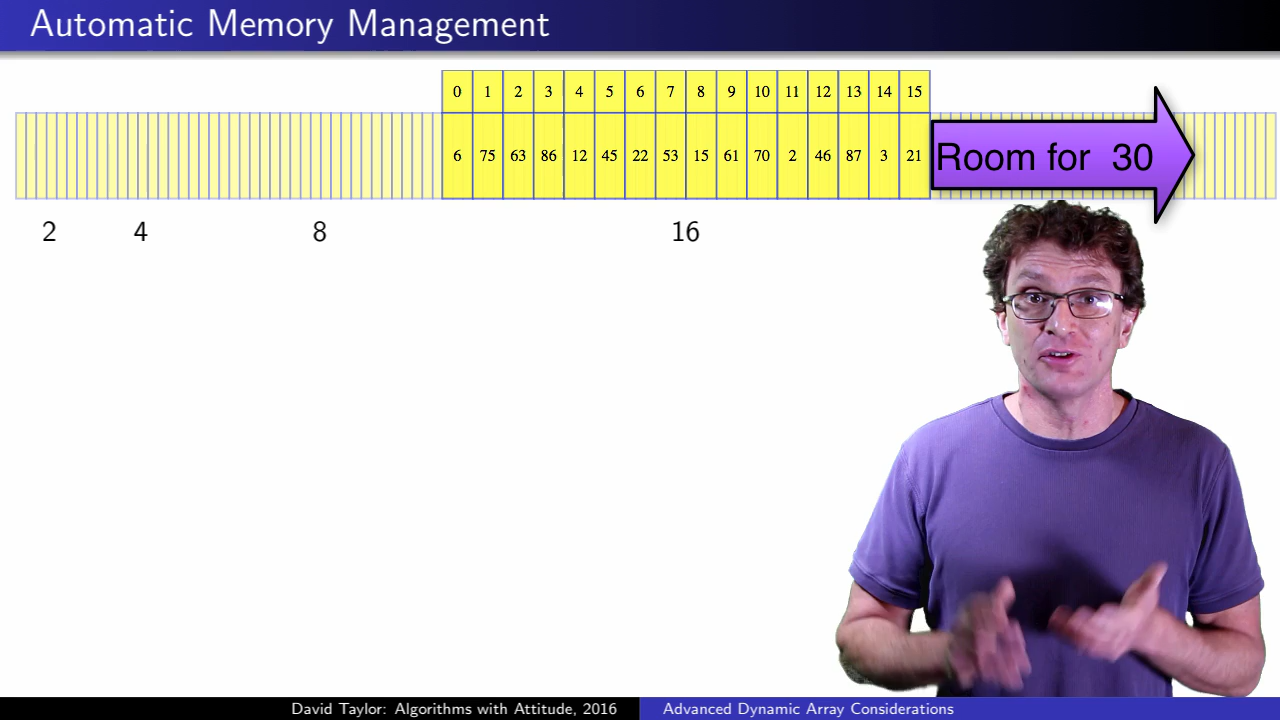 Automatic Memory Management
0 1 2 3 4 5 6 7 8 9 10 11 12 13 14 15
6 75 63 86 12 45 22 53 15 61 70 2 46 87 3 21
Room for 30
2 4 8 16
David Taylor: Algorithms with Attitude, 2016
Advanced Dynamic Array Considerations